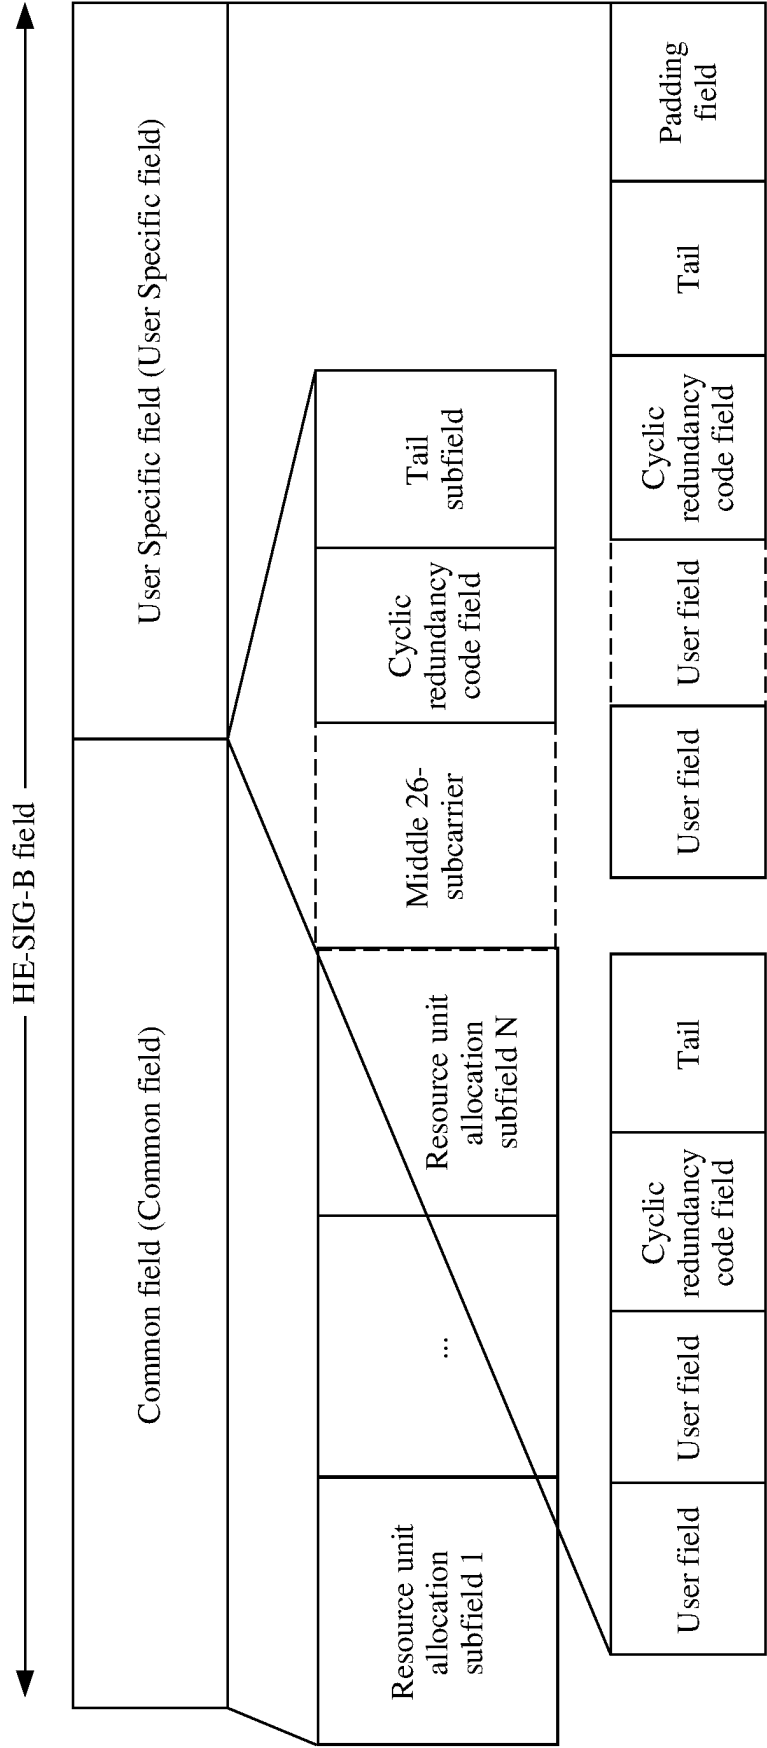 HE-SIG-B field
Common field (Common field)
User Specific field (User Specific field)
Resource unit
allocation
subfield 1
...
Resource unit
allocation
subfield N
Middle 26-
subcarrier
Cyclic
redundancy
code field
Tail
subfield
User field
User field
Cyclic
redundancy
code field
Tail
User field
User field
Cyclic
redundancy
code field
Tail
Padding
field